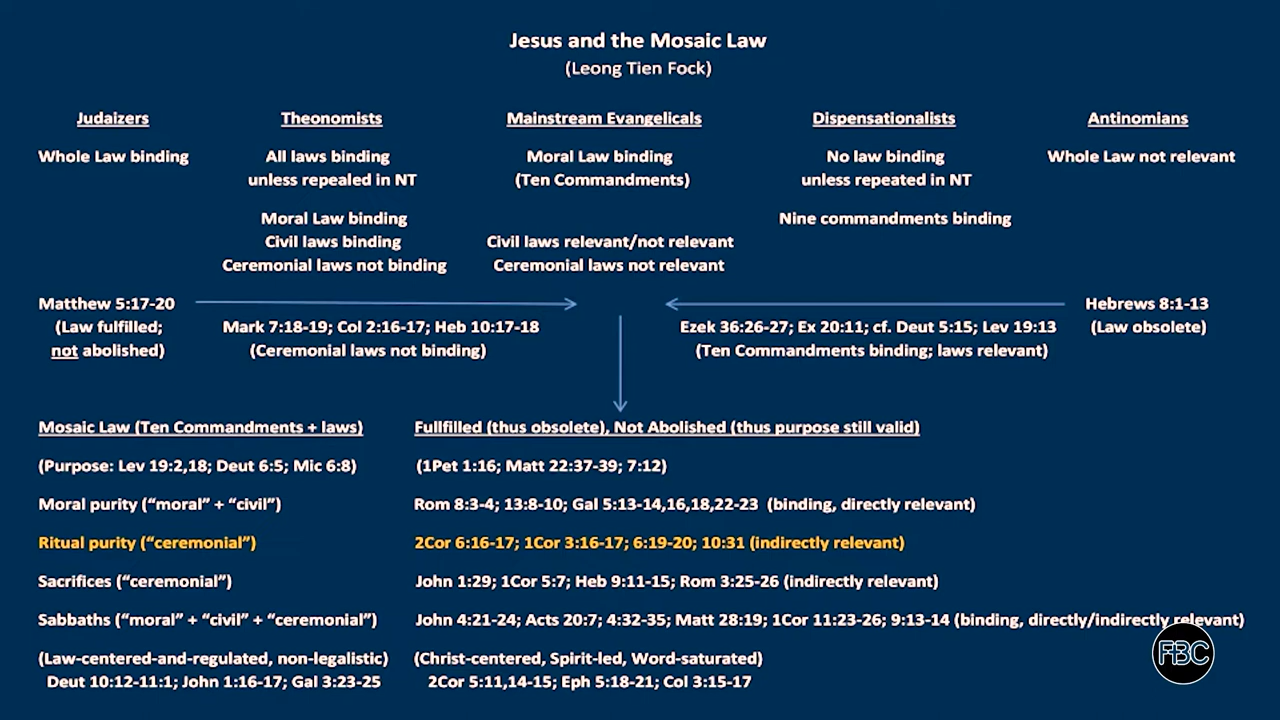 Jesus and the Mosaic Law
(Leong Tien Fock)
Judaizers
Theonomists
Mainstream Evangelicals
Dispensationalists
Antinomians
Whole Law binding
All laws binding
unless repealed in NT
Moral Law binding
(Ten Commandments)
No law binding
unless repeated in NT
Whole Law not relevant
Moral Law binding
Civil laws binding
Ceremonial laws not binding
Civil laws relevant/not relevant
Ceremonial laws not relevant
Nine commandments binding
Matthew 5:17-20
(Law fulfilled;
not abolished)
Mark 7:18-19; Col 2:16-17; Heb 10:17-18
(Ceremonial laws not binding)
Ezek 36:26-27; Ex 20:11; cf. Deut 5:15; Lev 19:13
(Ten Commandments binding; laws relevant)
Hebrews 8:1-13
(Law obsolete)
Mosaic Law (Ten Commandments + laws)
Fullfilled (thus obsolete), Not Abolished (thus purpose still valid)
(Purpose: Lev 19:2,18; Deut 6:5; Mic 6:8)
(1Pet 1:16; Matt 22:37-39; 7:12)
Moral purity (“moral” + “civil”)
Rom 8:3-4; 13:8-10; Gal 5:13-14,16,18,22-23 (binding, directly relevant)
Ritual purity (“ceremonial”)
2Cor 6:16-17; 1Cor 3:16-17; 6:19-20; 10:31 (indirectly relevant)
Sacrifices (“ceremonial”)
John 1:29; 1Cor 5:7; Heb 9:11-15; Rom 3:25-26 (indirectly relevant)
Sabbaths (“moral” + “civil” + “ceremonial”)
John 4:21-24; Acts 20:7; 4:32-35; Matt 28:19; 1Cor 11:23-26; 9:13-14 (binding, directly/indirectly relevant)
(Law-centered-and-regulated, non-legalistic)
(Christ-centered, Spirit-led, Word-saturated)
Deut 10:12-11:1; John 1:16-17; Gal 3:23-25
2Cor 5:11,14-15; Eph 5:18-21; Col 3:15-17
FBC